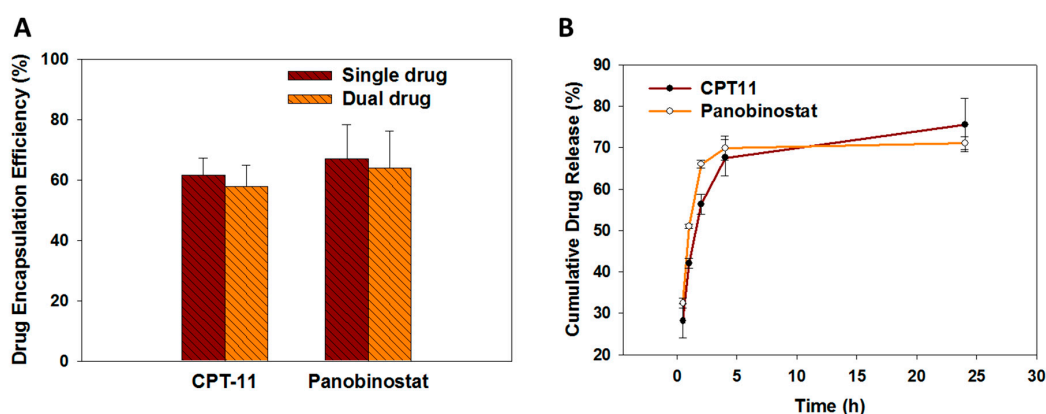 A
Drug Encapsulation Efficiency (%)
100
80
60
40
20
0
Single drug
Dual drug
CPT-11 Panobinostat
B
Cumulative Drug Release (%)
90
80
70
60
50
40
30
20
CPT11
Panobinostat
0 5 10 15 20 25 30
Time (h)